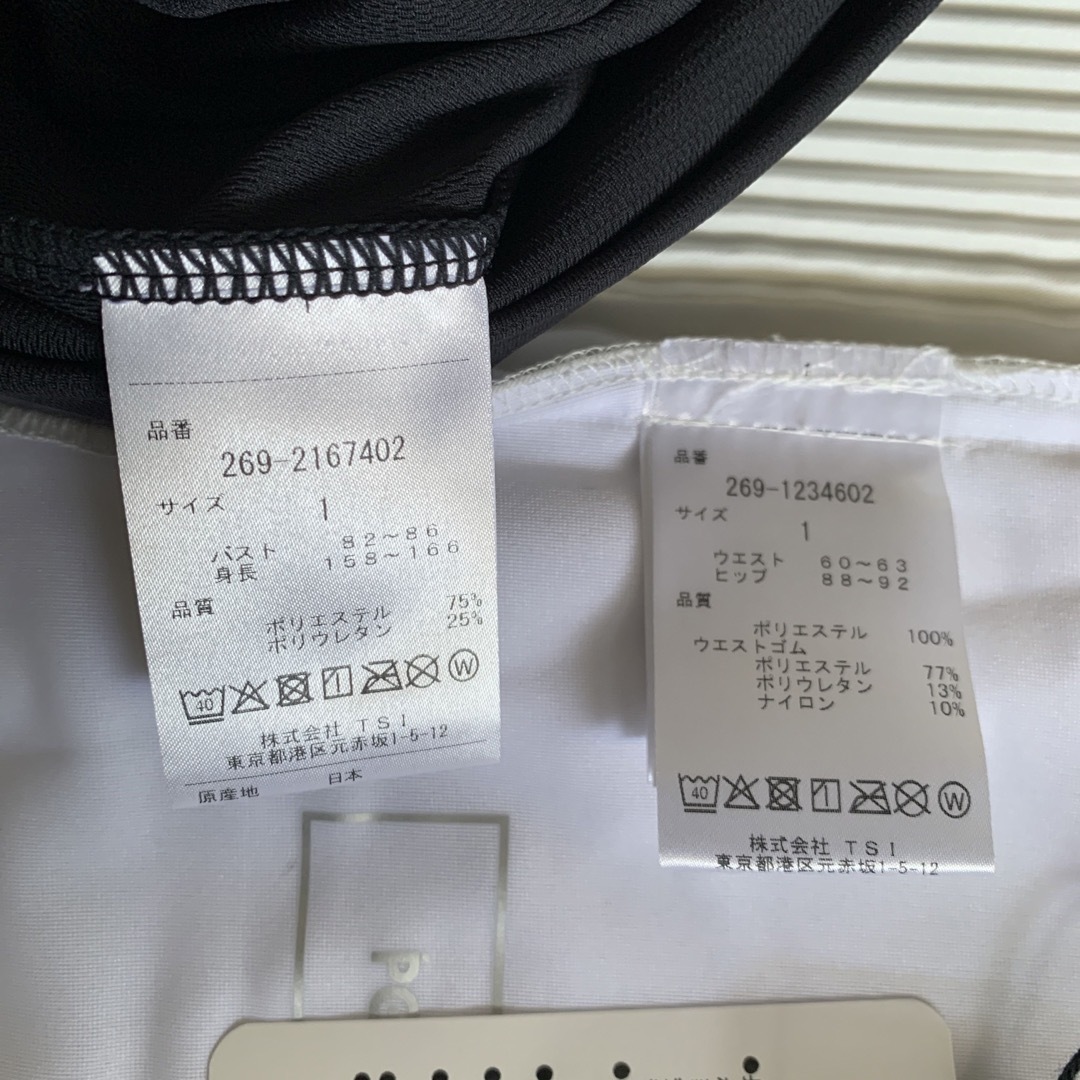 品番
269-2167402
サイズ 1
バスト 82～86
身長 158～166
品質
ポリエステル 75%
ポリウレタン 25%
40 W
株式会社 TSI
東京都港区元赤坂1-5-12
原産地 日本
品番
269-1234602
サイズ
1
ウエスト 60～63
ヒップ 88～92
品質
ポリエステル 100%
ウエストゴム
ポリエステル 77%
ポリウレタン 13%
ナイロン 10%
40 W
株式会社 TSI
東京都港区元赤坂1-5-12